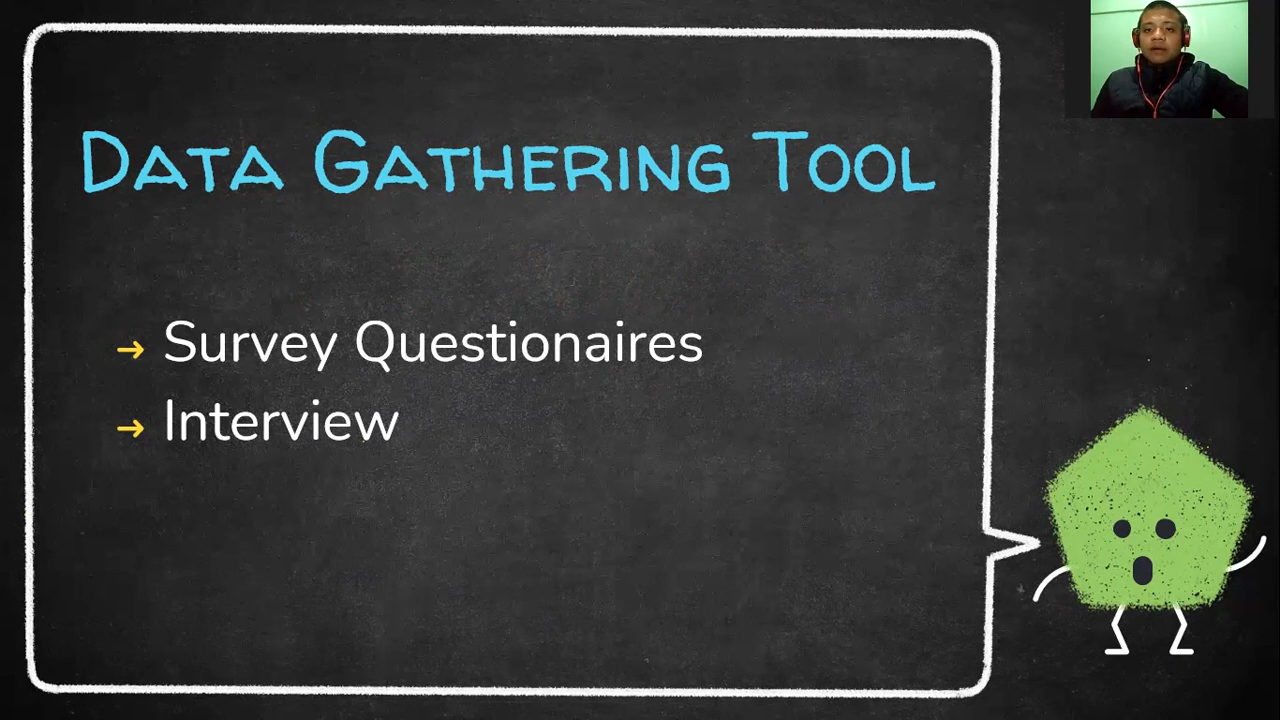 DATA GATHERING TOOL
→ Survey Questionaires
→ Interview